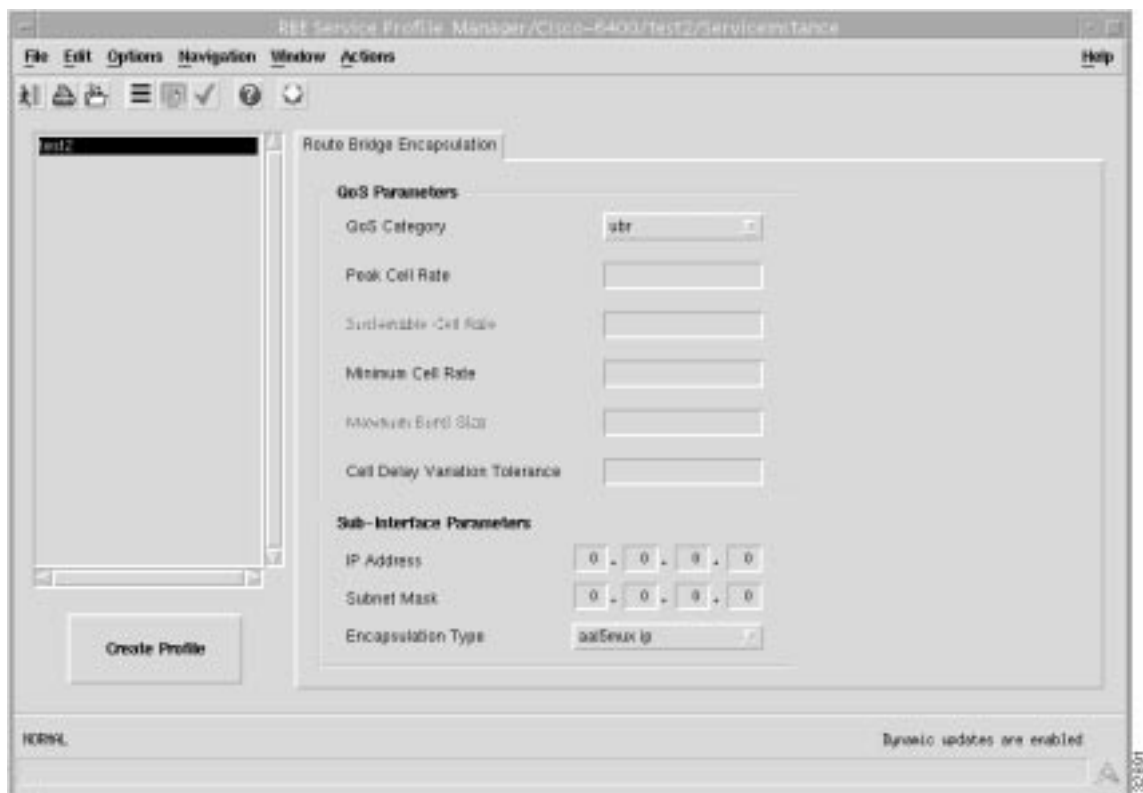 RBE Service Profile Manager/Cisco-6400/test2/ServiceInstance
File Edit Options Navigation Window Actions Help
test2
Route Bridge Encapsulation
QoS Parameters
QoS Category ubr
Peak Cell Rate
Sustainable Cell Rate
Minimum Cell Rate
Maximum Burst Size
Cell Delay Variation Tolerance
Sub-Interface Parameters
IP Address 0 . 0 . 0 . 0
Subnet Mask 0 . 0 . 0 . 0
Encapsulation Type aal5mux ip
Create Profile
NORMAL Dynamic updates are enabled